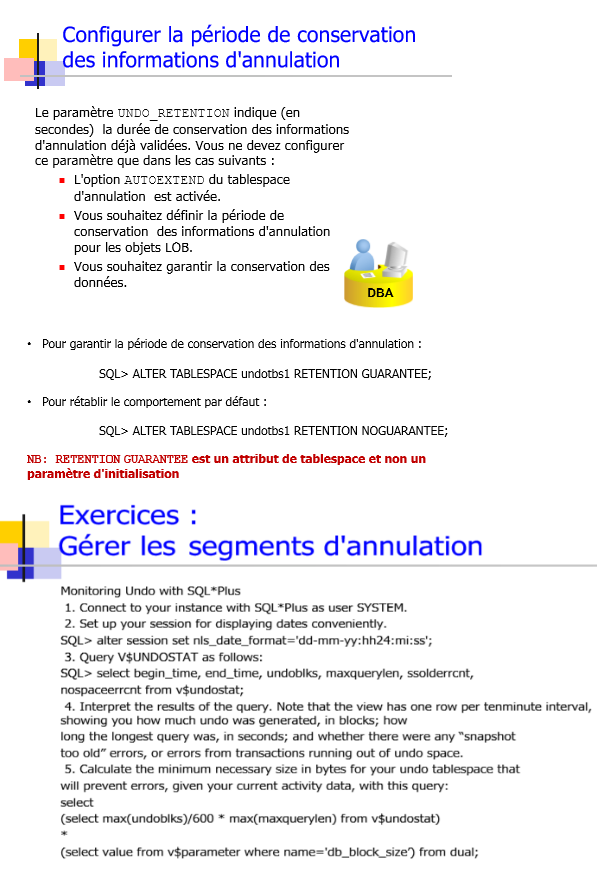 Configurer la période de conservation
des informations d'annulation
Le paramètre UNDO_RETENTION indique (en
secondes) la durée de conservation des informations
d'annulation déjà validées. Vous ne devez configurer
ce paramètre que dans les cas suivants :
▪ L'option AUTOEXTEND du tablespace
d'annulation est activée.
▪ Vous souhaitez définir la période de
conservation des informations d'annulation
pour les objets LOB.
▪ Vous souhaitez garantir la conservation des
données.
DBA
• Pour garantir la période de conservation des informations d'annulation :
SQL> ALTER TABLESPACE undotbs1 RETENTION GUARANTEE;
• Pour rétablir le comportement par défaut :
SQL> ALTER TABLESPACE undotbs1 RETENTION NOGUARANTEE;
NB: RETENTION GUARANTEE est un attribut de tablespace et non un
paramètre d'initialisation
Exercices :
Gérer les segments d'annulation
Monitoring Undo with SQL*Plus
1. Connect to your instance with SQL*Plus as user SYSTEM.
2. Set up your session for displaying dates conveniently.
SQL> alter session set nls_date_format='dd-mm-yy:hh24:mi:ss';
3. Query V$UNDOSTAT as follows:
SQL> select begin_time, end_time, undoblks, maxquerylen, ssolderrcnt,
nospaceerrcnt from v$undostat;
4. Interpret the results of the query. Note that the view has one row per tenminute interval,
showing you how much undo was generated, in blocks; how
long the longest query was, in seconds; and whether there were any “snapshot
too old” errors, or errors from transactions running out of undo space.
5. Calculate the minimum necessary size in bytes for your undo tablespace that
will prevent errors, given your current activity data, with this query:
select
(select max(undoblks)/600 * max(maxquerylen) from v$undostat)
*
(select value from v$parameter where name='db_block_size’) from dual;